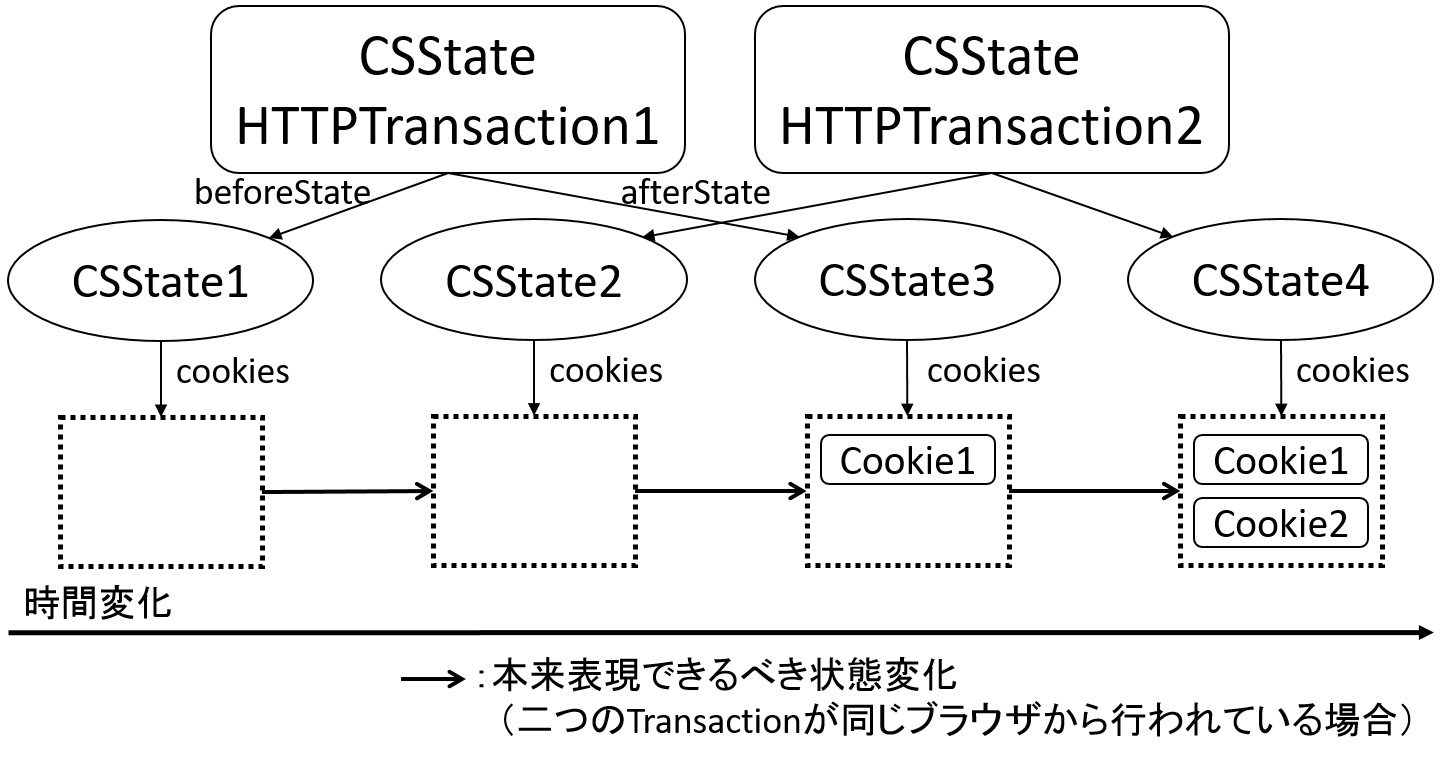 CSState
HTTPTransaction1
CSState
HTTPTransaction2
beforeState
afterState
CSState1
CSState2
CSState3
CSState4
cookies
cookies
cookies
cookies
Cookie1
Cookie1
Cookie2
時間変化
：本来表現できるべき状態変化
（二つのTransactionが同じブラウザから行われている場合）